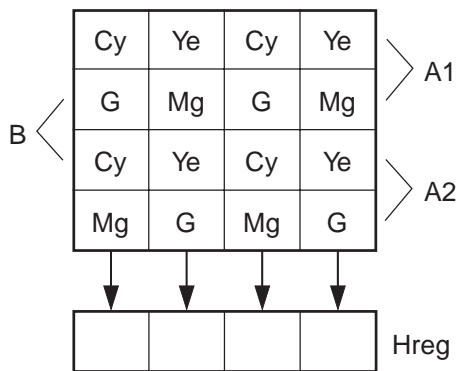 Cy Ye Cy Ye
A1
G Mg G Mg
B
Cy Ye Cy Ye
A2
Mg G Mg G
Hreg